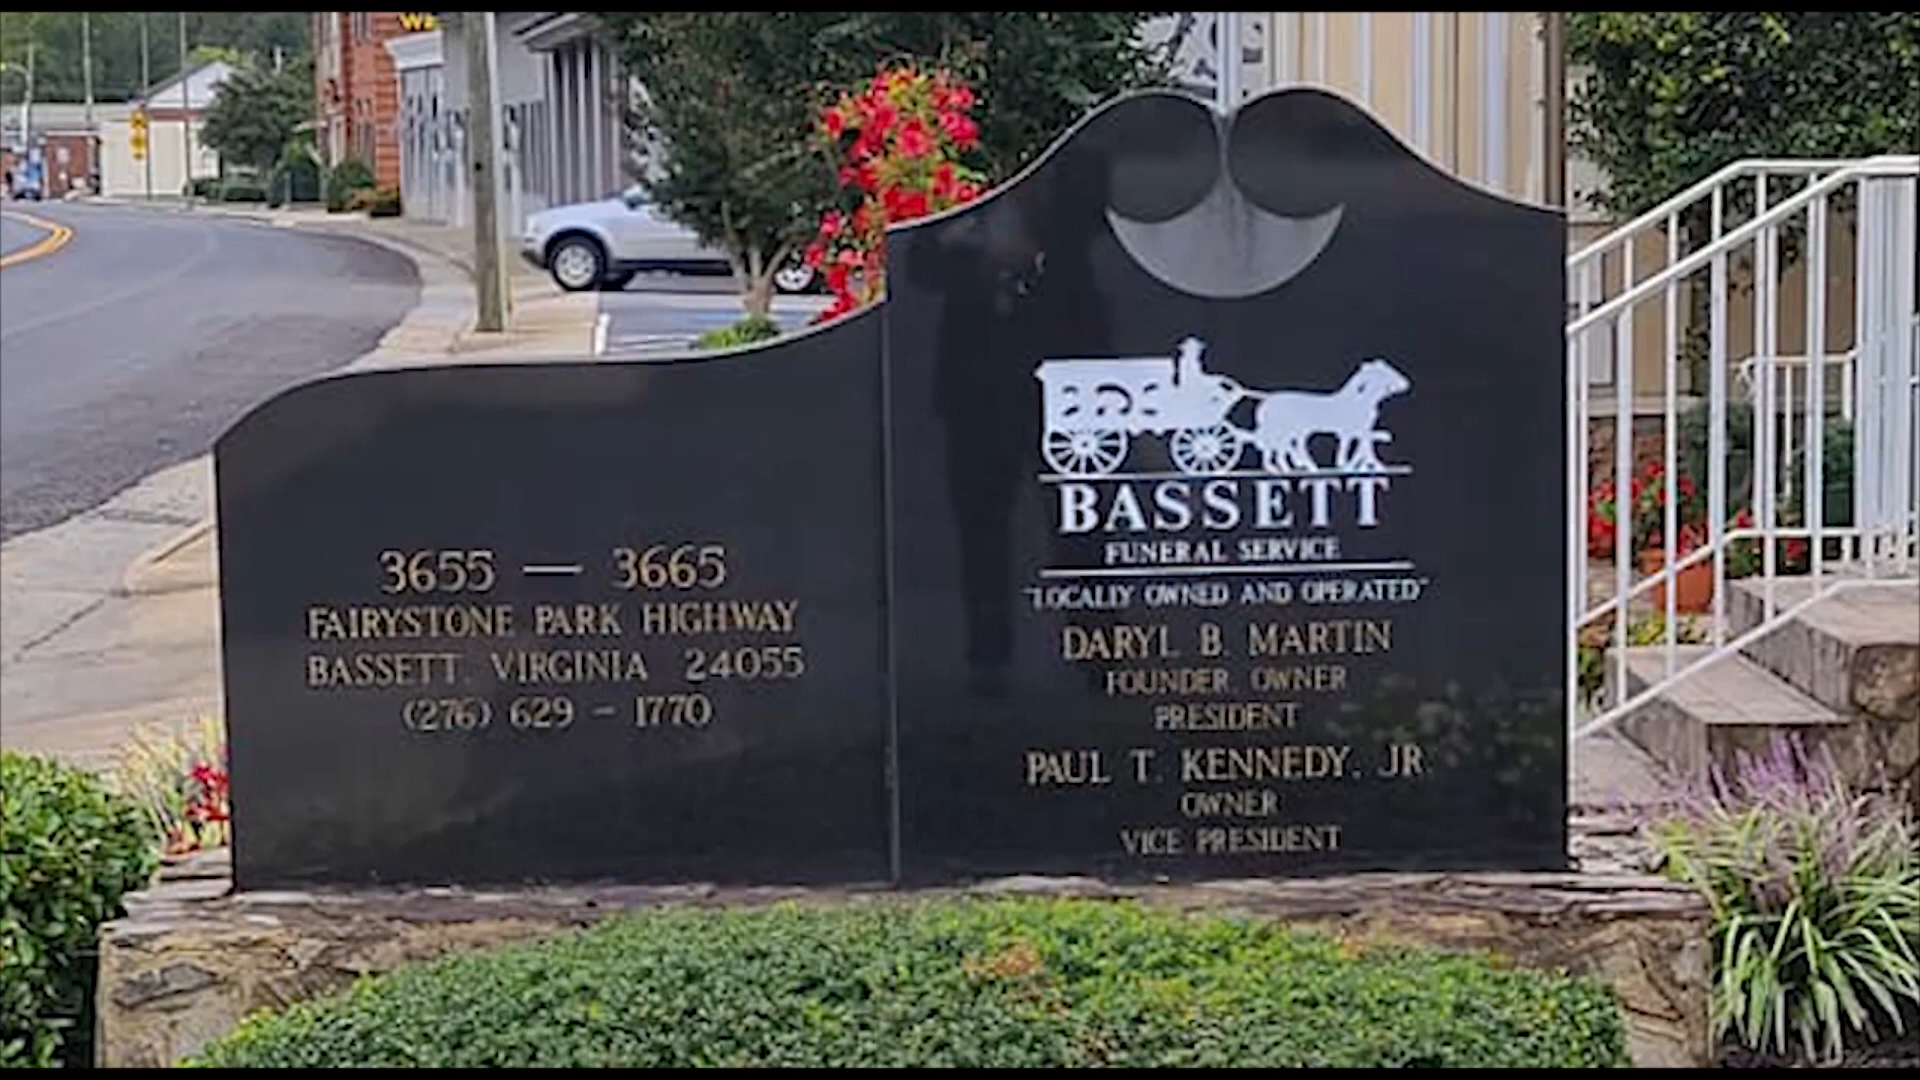 3655 — 3665
FAIRYSTONE PARK HIGHWAY
BASSETT, VIRGINIA 24055
(276) 629 - 1770
BASSETT
FUNERAL SERVICE
"LOCALLY OWNED AND OPERATED"
DARYL B. MARTIN
FOUNDER, OWNER
PRESIDENT
PAUL T. KENNEDY, JR.
OWNER
VICE PRESIDENT